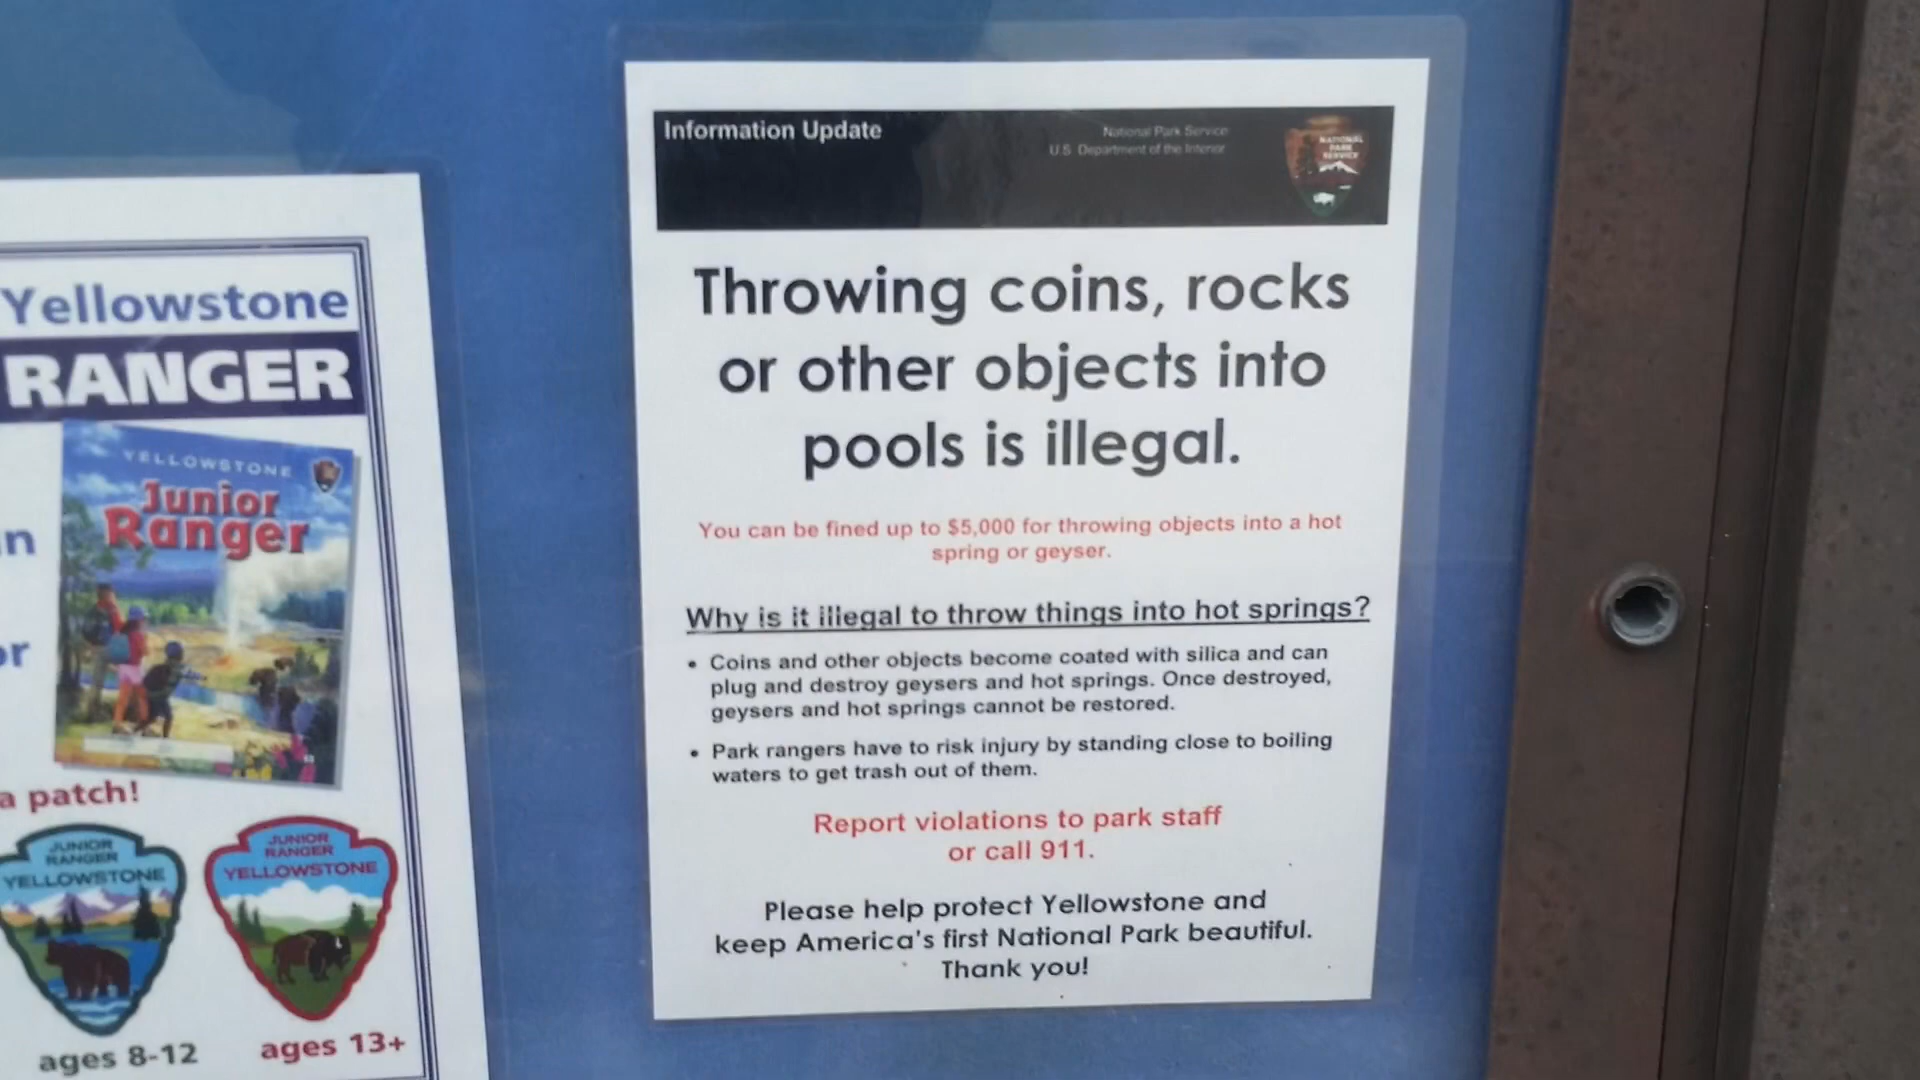 Yellowstone
RANGER
YELLOWSTONE
Junior
Ranger
in
or
a patch!
JUNIOR
RANGER
YELLOWSTONE
ages 8-12
JUNIOR
RANGER
YELLOWSTONE
ages 13+
Information Update
National Park Service
U.S. Department of the Interior
NATIONAL
PARK
SERVICE
Throwing coins, rocks
or other objects into
pools is illegal.
You can be fined up to $5,000 for throwing objects into a hot
spring or geyser.
Why is it illegal to throw things into hot springs?
• Coins and other objects become coated with silica and can
plug and destroy geysers and hot springs. Once destroyed,
geysers and hot springs cannot be restored.
• Park rangers have to risk injury by standing close to boiling
waters to get trash out of them.
Report violations to park staff
or call 911.
Please help protect Yellowstone and
keep America's first National Park beautiful.
Thank you!